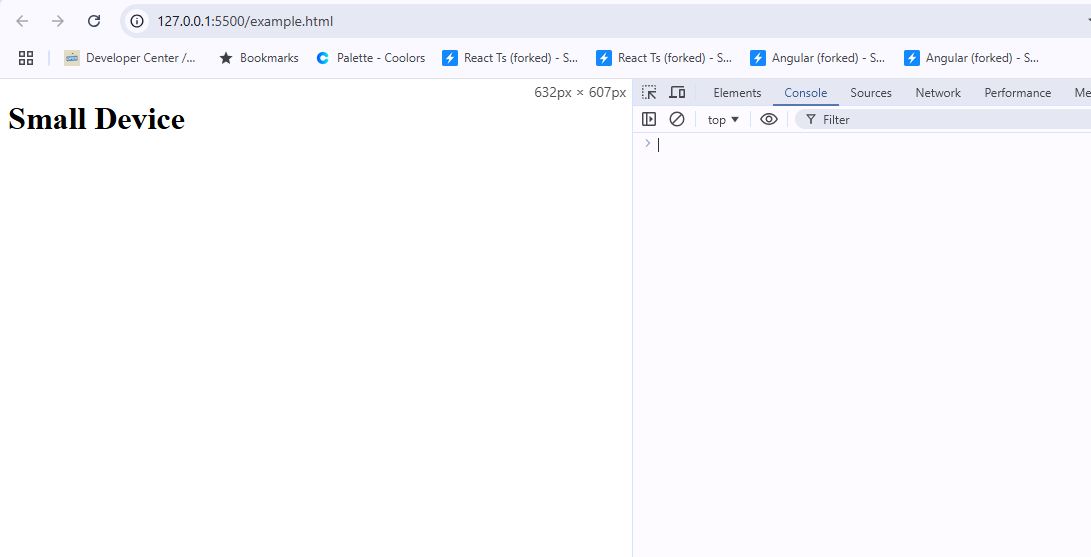 127.0.0.1:5500/example.html
Developer Center /... Bookmarks Palette - Coolors React Ts (forked) - S... React Ts (forked) - S... Angular (forked) - S... Angular (forked) - S...
632px × 607px
Small Device
Elements Console Sources Network Performance Me
top Filter